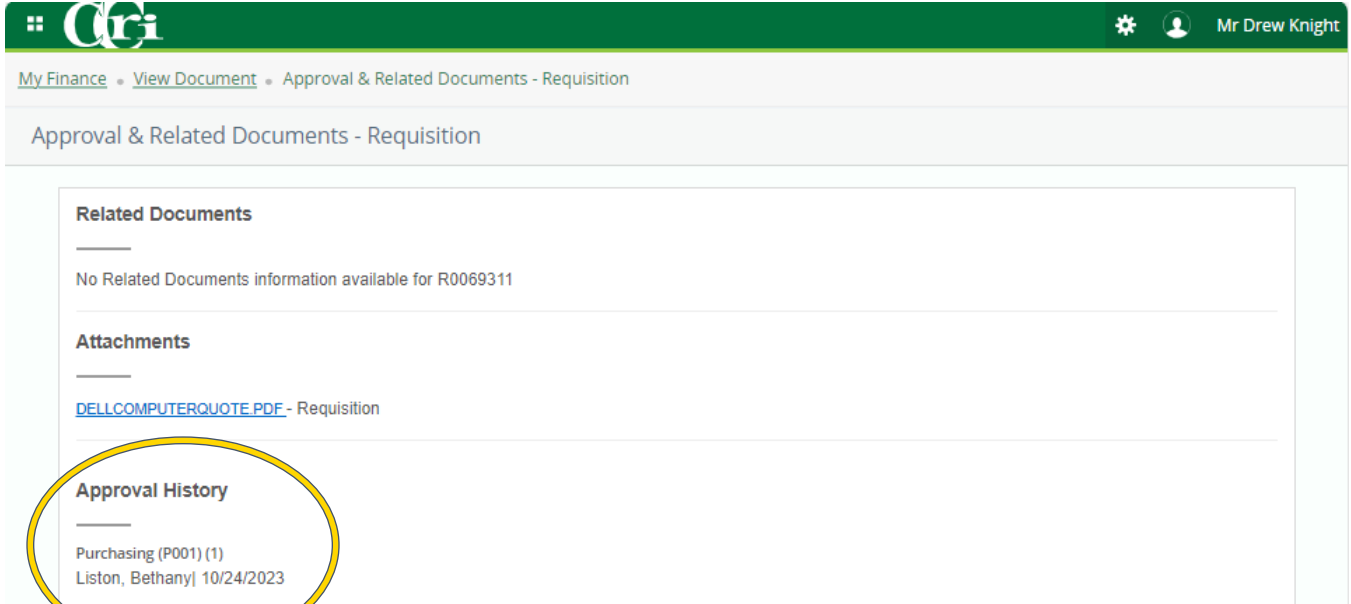 CCri
Mr Drew Knight
My Finance • View Document • Approval & Related Documents - Requisition
Approval & Related Documents - Requisition
Related Documents
No Related Documents information available for R0069311
Attachments
DELLCOMPUTERQUOTE.PDF - Requisition
Approval History
Purchasing (P001) (1)
Liston, Bethany| 10/24/2023